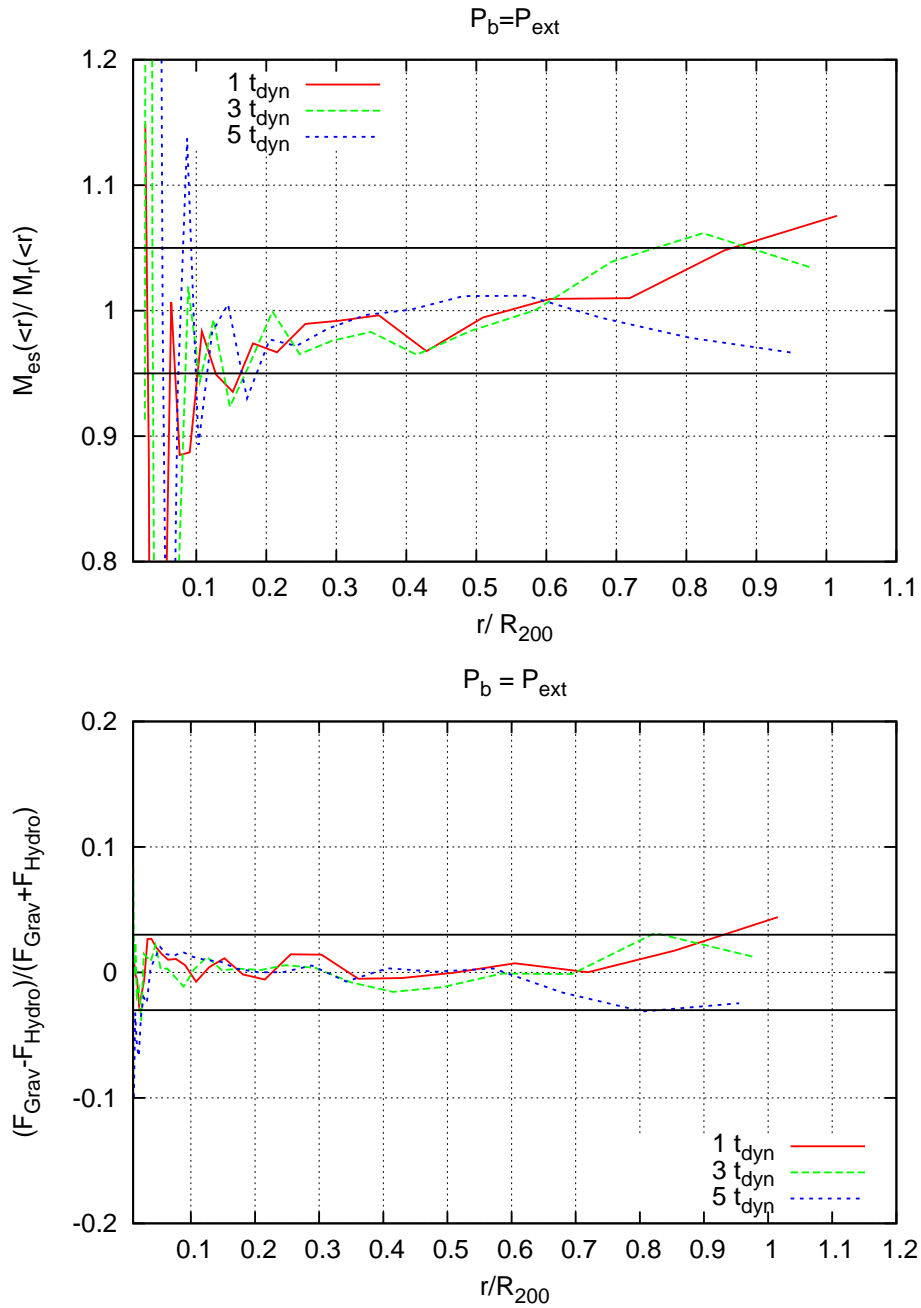 P_b=P_ext
1 t_dyn
3 t_dyn
5 t_dyn
1.2
1.1
1
0.9
0.8
M_es(<r)/ M_r(<r)
0.1 0.2 0.3 0.4 0.5 0.6 0.7 0.8 0.9 1 1.1
r/ R_200
P_b = P_ext
0.2
0.1
0
-0.1
-0.2
(F_Grav-F_Hydro)/(F_Grav+F_Hydro)
1 t_dyn
3 t_dyn
5 t_dyn
0.1 0.2 0.3 0.4 0.5 0.6 0.7 0.8 0.9 1 1.1 1.2
r/R_200